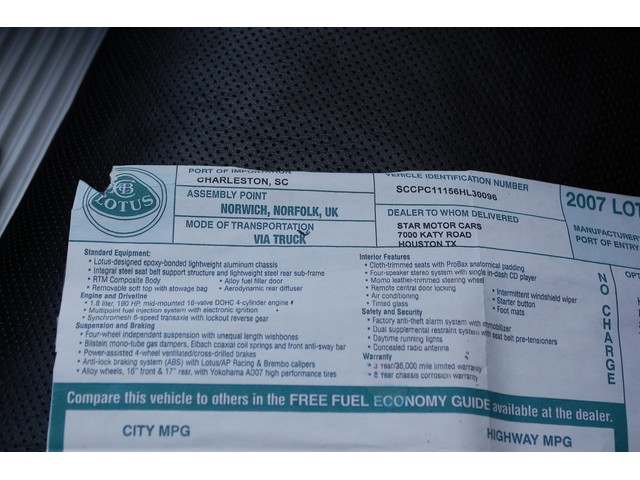 PORT OF IMPORTATION
CHARLESTON, SC
LOTUS
ASSEMBLY POINT
NORWICH, NORFOLK, UK
MODE OF TRANSPORTATION
VIA TRUCK
VEHICLE IDENTIFICATION NUMBER
SCCPC11156HL30096
DEALER TO WHOM DELIVERED
STAR MOTOR CARS
7000 KATY ROAD
HOUSTON TX
2007 LOT
MANUFACTURER'
PORT OF ENTRY
Standard Equipment:
• Lotus-designed epoxy-bonded lightweight aluminum chassis
• Integral steel seat belt support structure and lightweight steel rear sub-frame
• RTM Composite Body • Alloy fuel filler door
• Removable soft top with stowage bag • Aerodynamic rear diffuser
Engine and Driveline
• 1.8 liter, 190 HP, mid-mounted 16-valve DOHC 4-cylinder engine
• Multipoint fuel injection system with electronic ignition
• Synchromesh 6-speed transaxle with lockout reverse gear
Suspension and Braking
• Four-wheel independent suspension with unequal length wishbones
• Bilstein mono-tube gas dampers, Eibach coaxial coil springs and front anti-sway bar
• Power-assisted 4-wheel ventilated/cross-drilled brakes
• Anti-lock braking system (ABS) with Lotus/AP Racing & Brembo calipers
• Alloy wheels, 16" front & 17" rear, with Yokohama AD07 high performance tires
Interior Features
• Cloth-trimmed seats with ProBax anatomical padding
• Four-speaker stereo system with single in-dash CD player
• Momo leather-trimmed steering wheel
• Remote central door locking • Intermittent windshield wiper
• Air conditioning • Starter button
• Tinted glass • Foot mats
Safety and Security
• Factory anti-theft alarm system with immobilizer
• Dual supplemental restraint system with seat belt pre-tensioners
• Daytime running lights
• Concealed radio antenna
Warranty
• 3 year/36,000 mile limited warranty
• 8 year chassis corrosion warranty
NO CHARGE
Compare this vehicle to others in the FREE FUEL ECONOMY GUIDE available at the dealer.
CITY MPG
HIGHWAY MPG